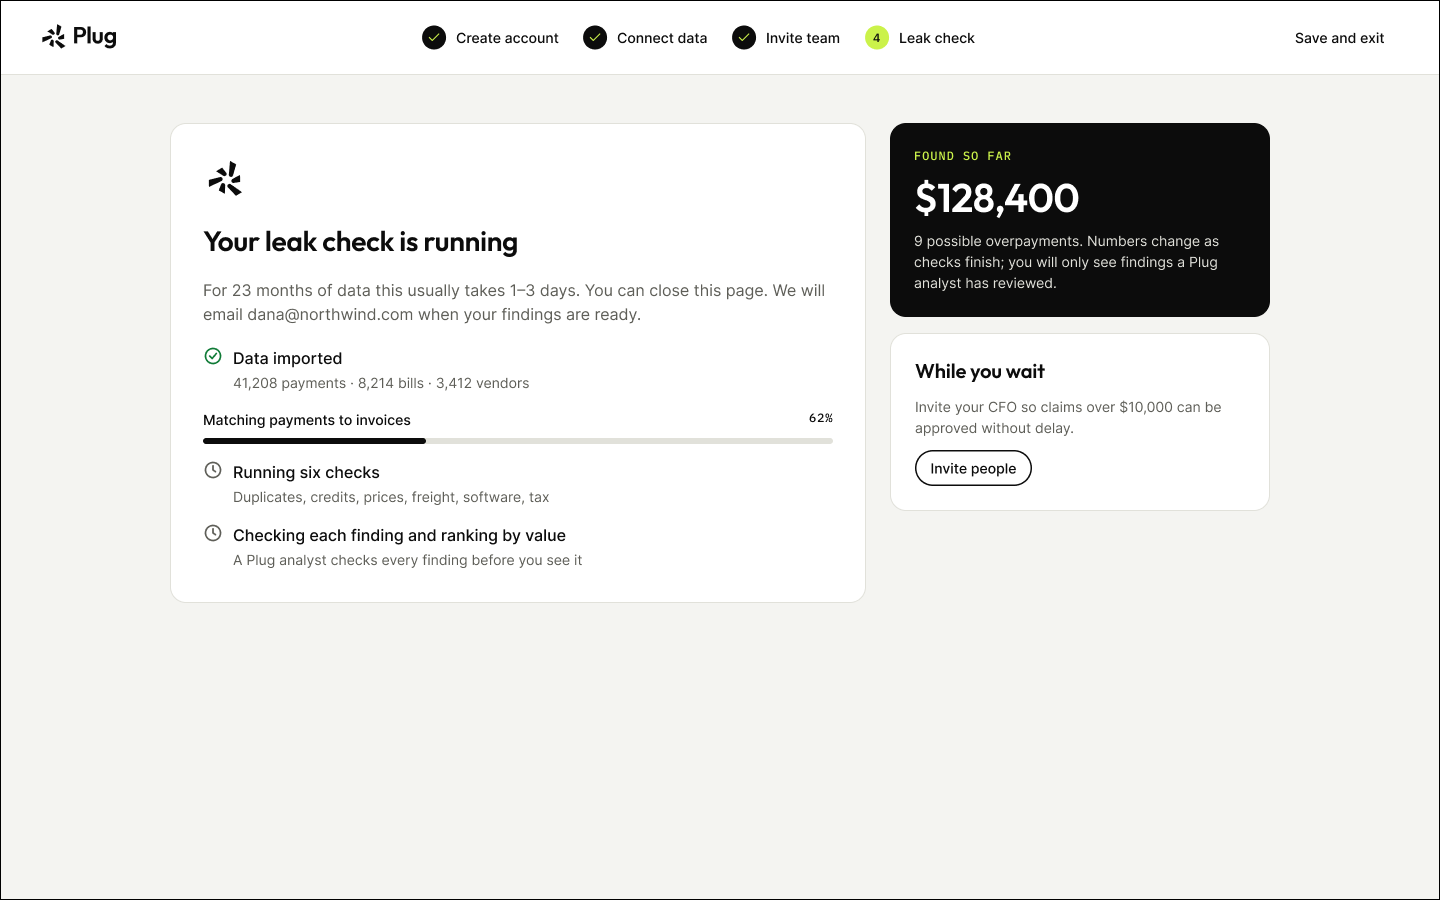 Plug
Create account
Connect data
Invite team
4 Leak check
Save and exit
Your leak check is running
For 23 months of data this usually takes 1–3 days. You can close this page. We will
email dana@northwind.com when your findings are ready.
Data imported
41,208 payments · 8,214 bills · 3,412 vendors
Matching payments to invoices 62%
Running six checks
Duplicates, credits, prices, freight, software, tax
Checking each finding and ranking by value
A Plug analyst checks every finding before you see it
FOUND SO FAR
$128,400
9 possible overpayments. Numbers change as
checks finish; you will only see findings a Plug
analyst has reviewed.
While you wait
Invite your CFO so claims over $10,000 can be
approved without delay.
Invite people